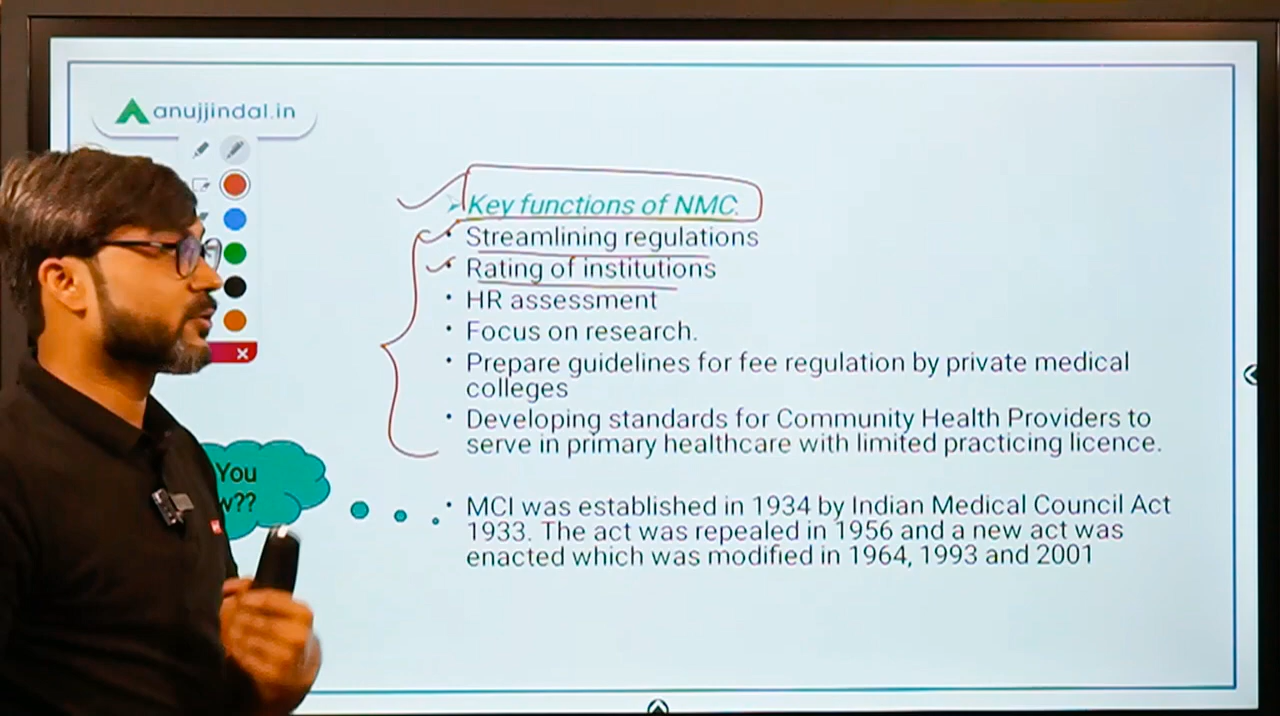 anujjindal.in
Key functions of NMC.
• Streamlining regulations
• Rating of institutions
• HR assessment
• Focus on research.
• Prepare guidelines for fee regulation by private medical
colleges
• Developing standards for Community Health Providers to
serve in primary healthcare with limited practicing licence.
You
w??
• MCI was established in 1934 by Indian Medical Council Act
1933. The act was repealed in 1956 and a new act was
enacted which was modified in 1964, 1993 and 2001